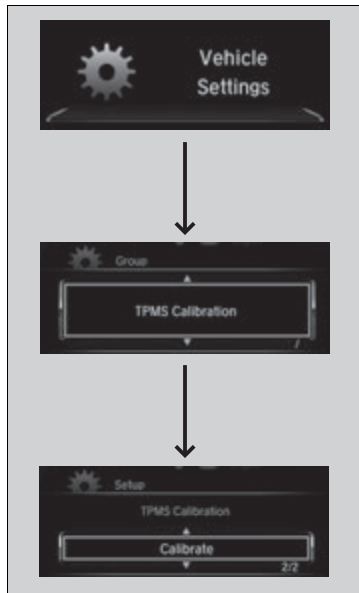 Vehicle
Settings
Group
TPMS Calibration
/
Setup
TPMS Calibration
Calibrate
2/2